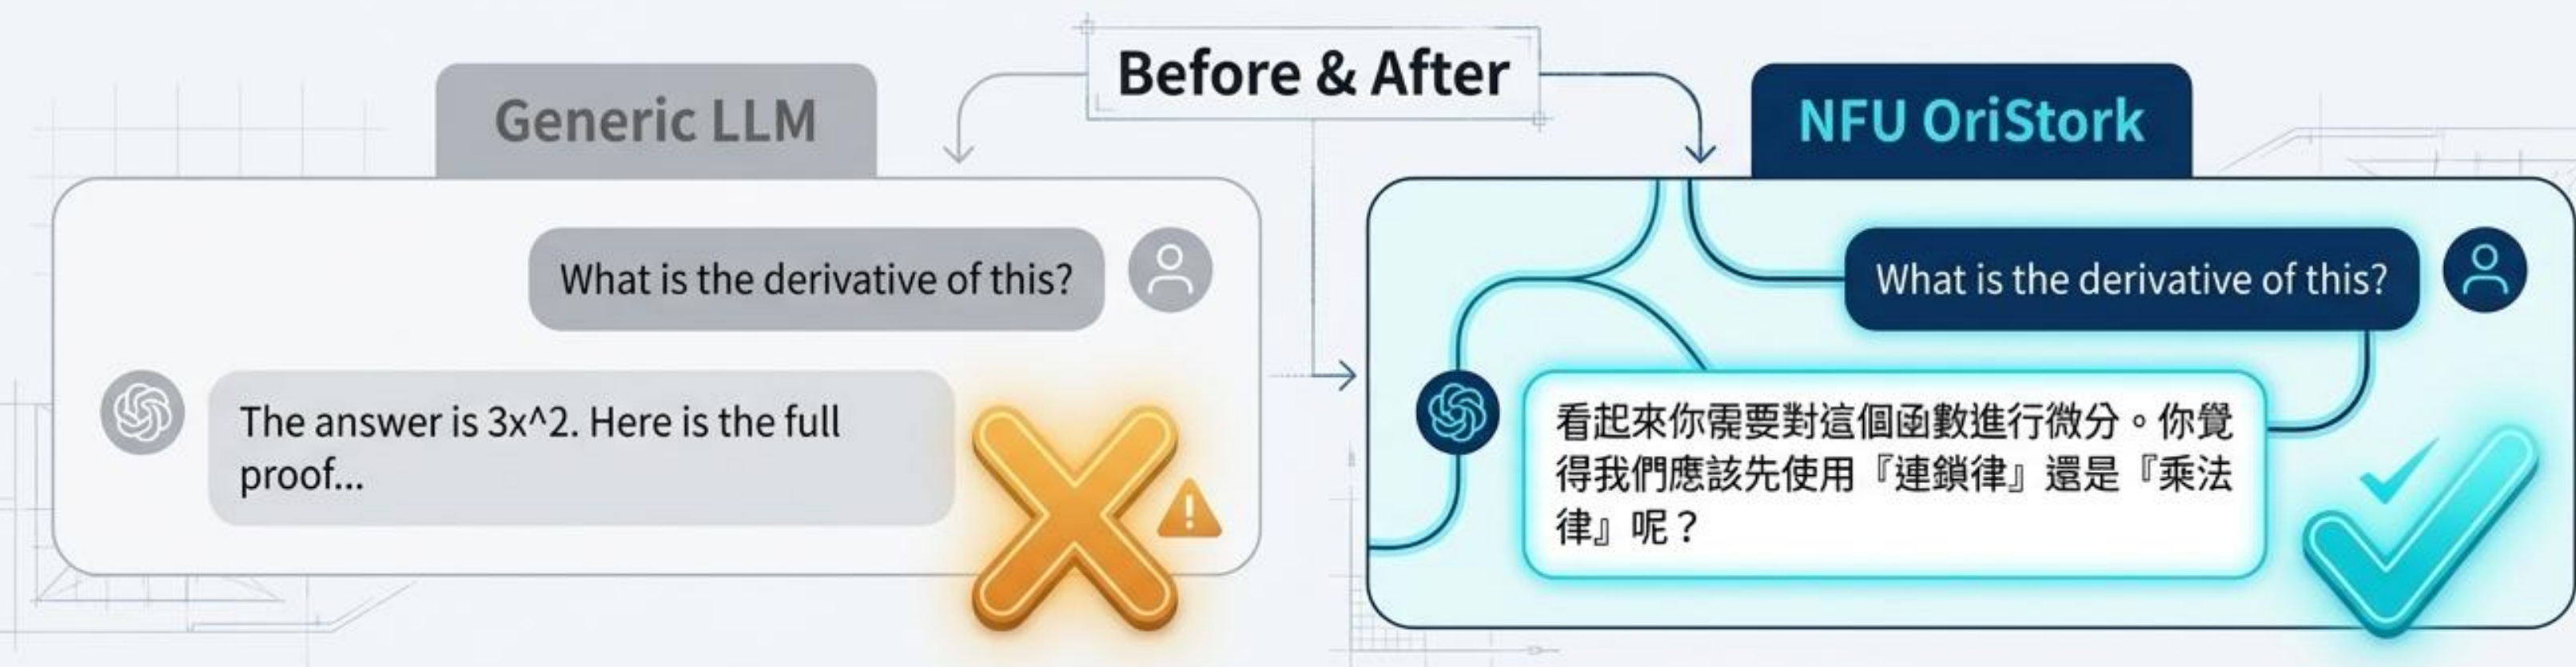 Before & After
Generic LLM
What is the derivative of this?
The answer is 3x^2. Here is the full
proof...
NFU OriStork
What is the derivative of this?
看起來你需要對這個函數進行微分。你覺
得我們應該先使用『連鎖律』還是『乘法
律』呢？